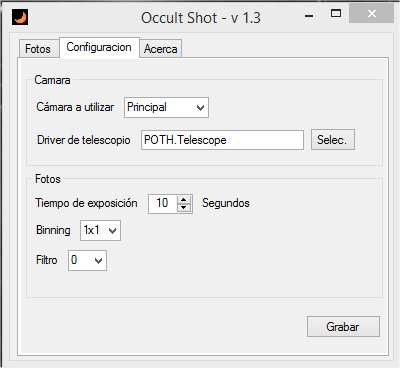 Occult Shot - v 1.3
Fotos Configuracion Acerca
Camara
Cámara a utilizar Principal
Driver de telescopio POTH.Telescope Selec.
Fotos
Tiempo de exposición 10 Segundos
Binning 1x1
Filtro 0
Grabar